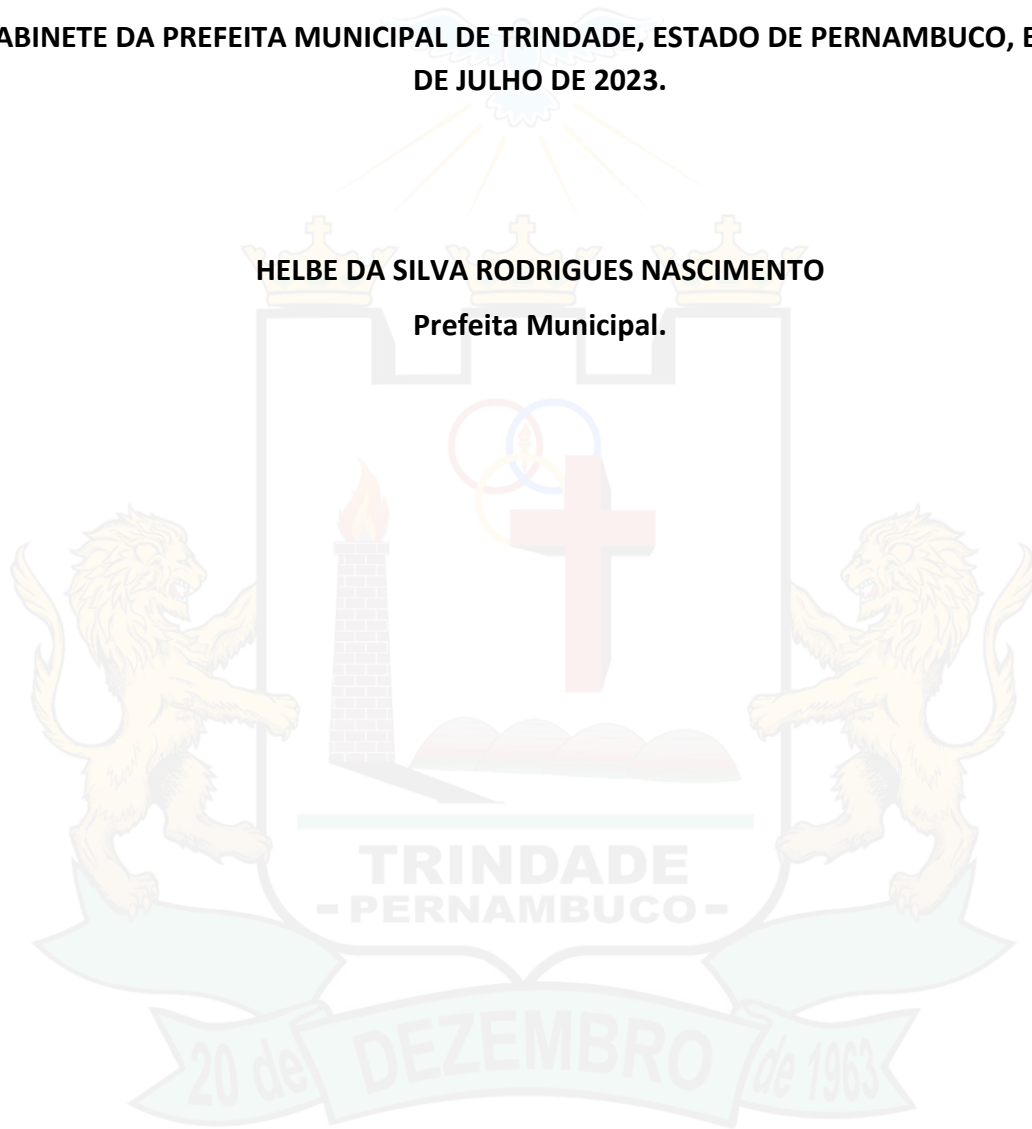 ABINETE DA PREFEITA MUNICIPAL DE TRINDADE, ESTADO DE PERNAMBUCO, E
DE JULHO DE 2023.
HELBE DA SILVA RODRIGUES NASCIMENTO
Prefeita Municipal.
TRINDADE
- PERNAMBUCO -
20 de DEZEMBRO de 1963